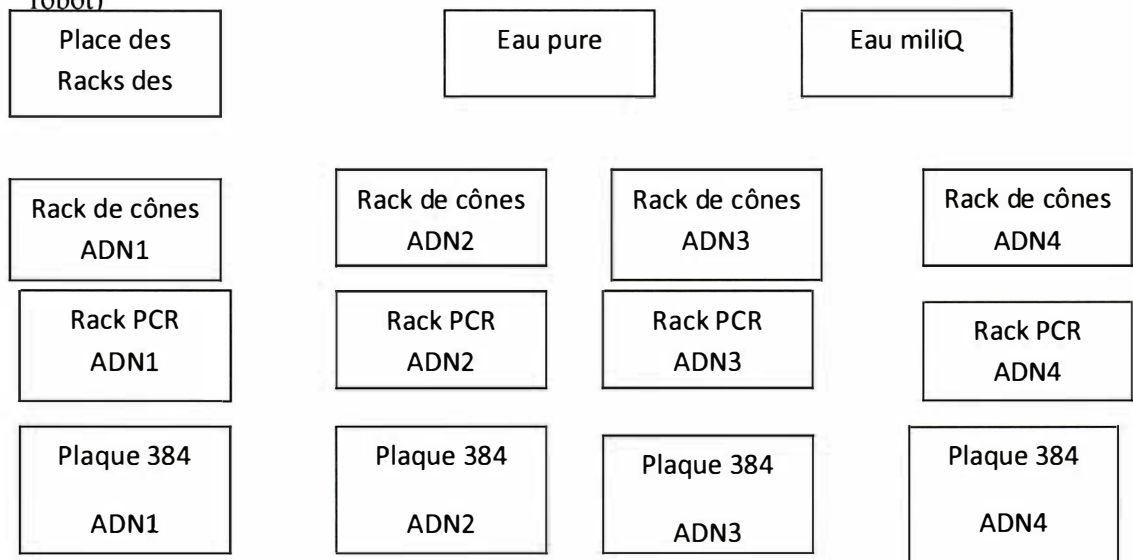 robot)
Place des
Racks des
Eau pure
Eau miliQ
Rack de cônes
ADN1
Rack de cônes
ADN2
Rack de cônes
ADN3
Rack de cônes
ADN4
Rack PCR
ADN1
Rack PCR
ADN2
Rack PCR
ADN3
Rack PCR
ADN4
Plaque 384
ADN1
Plaque 384
ADN2
Plaque 384
ADN3
Plaque 384
ADN4